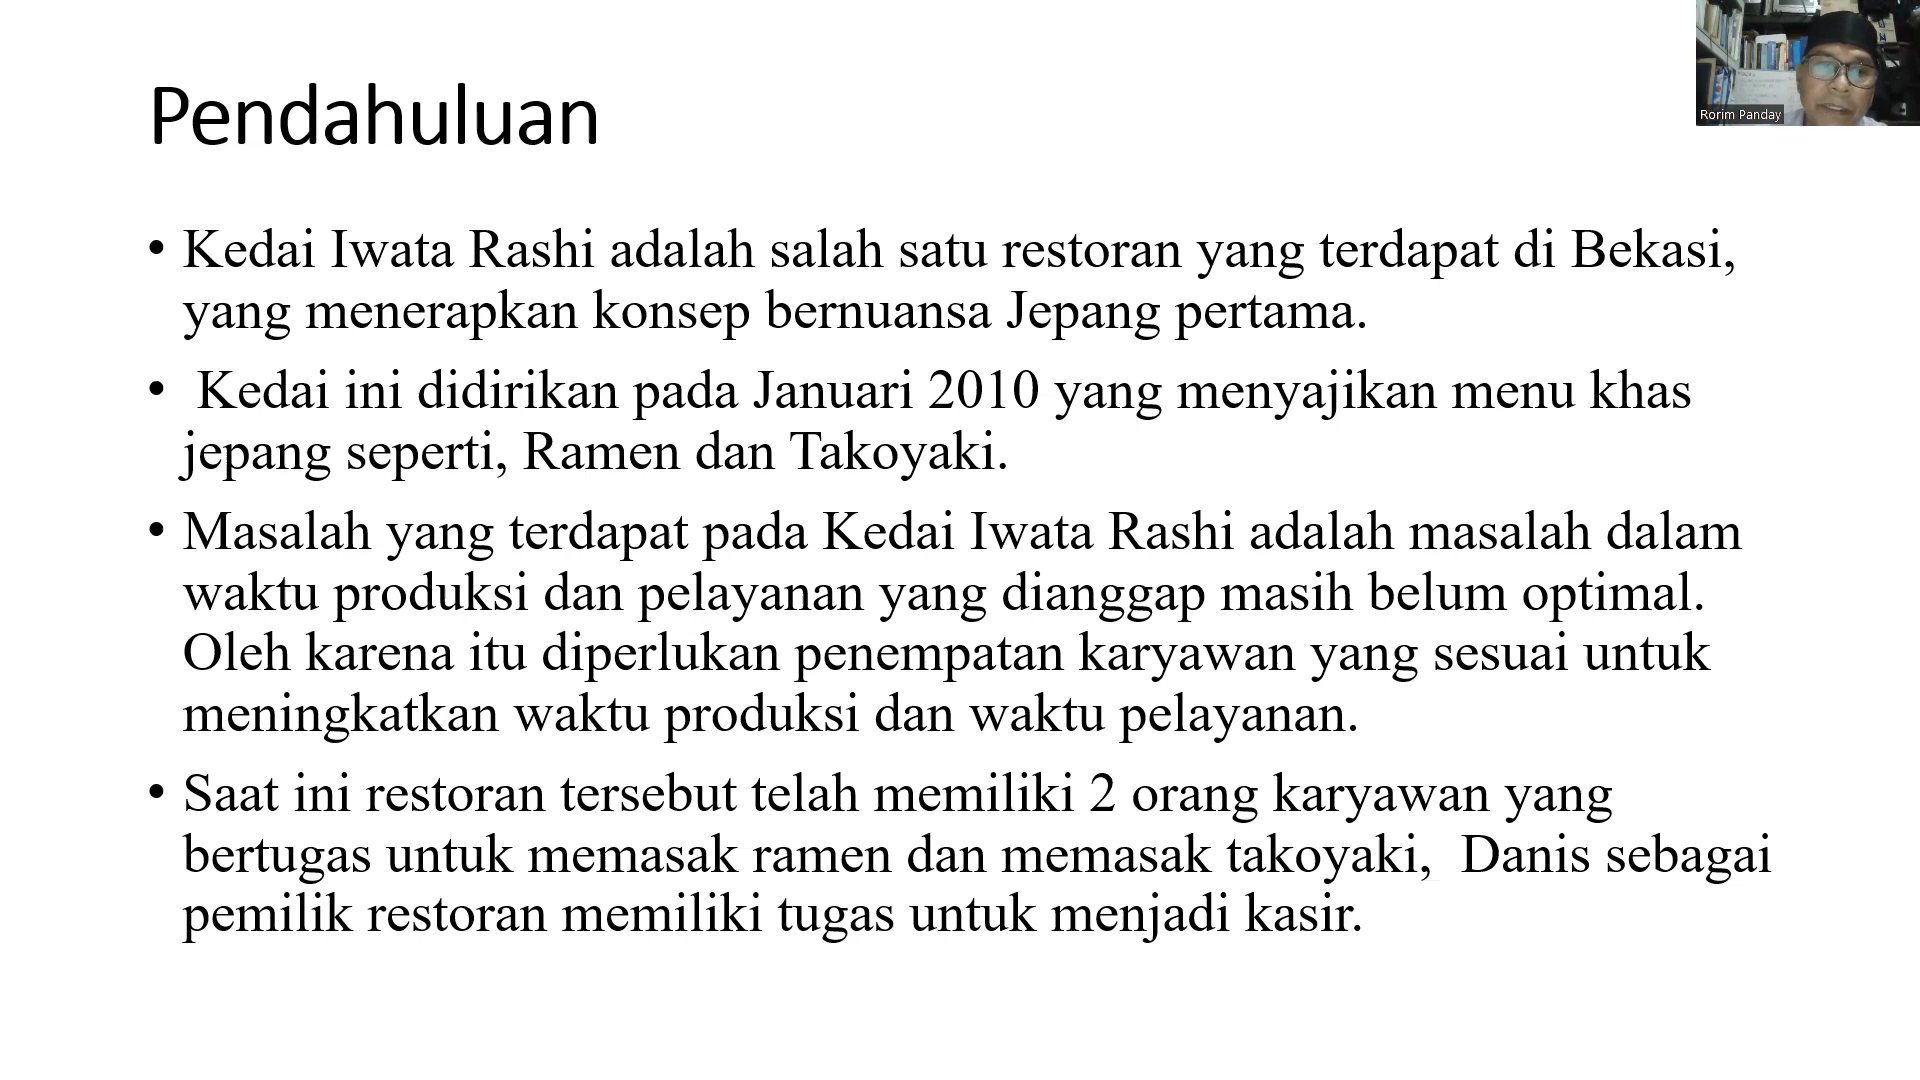 Pendahuluan
Rorim Panday
• Kedai Iwata Rashi adalah salah satu restoran yang terdapat di Bekasi,
yang menerapkan konsep bernuansa Jepang pertama.
• Kedai ini didirikan pada Januari 2010 yang menyajikan menu khas
jepang seperti, Ramen dan Takoyaki.
• Masalah yang terdapat pada Kedai Iwata Rashi adalah masalah dalam
waktu produksi dan pelayanan yang dianggap masih belum optimal.
Oleh karena itu diperlukan penempatan karyawan yang sesuai untuk
meningkatkan waktu produksi dan waktu pelayanan.
• Saat ini restoran tersebut telah memiliki 2 orang karyawan yang
bertugas untuk memasak ramen dan memasak takoyaki,  Danis sebagai
pemilik restoran memiliki tugas untuk menjadi kasir.